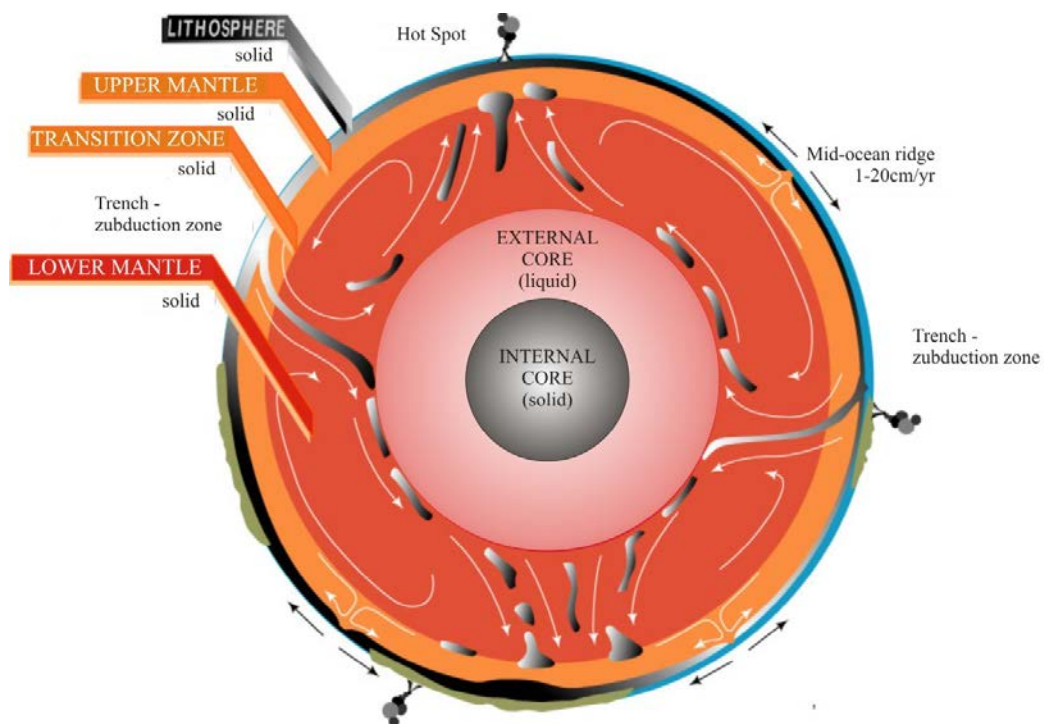 LITHOSPHERE
solid
Hot Spot
UPPER MANTLE
solid
TRANSITION ZONE
solid
Mid-ocean ridge
1-20cm/yr
Trench -
zubduction zone
LOWER MANTLE
solid
EXTERNAL
CORE
(liquid)
INTERNAL
CORE
(solid)
Trench -
zubduction zone